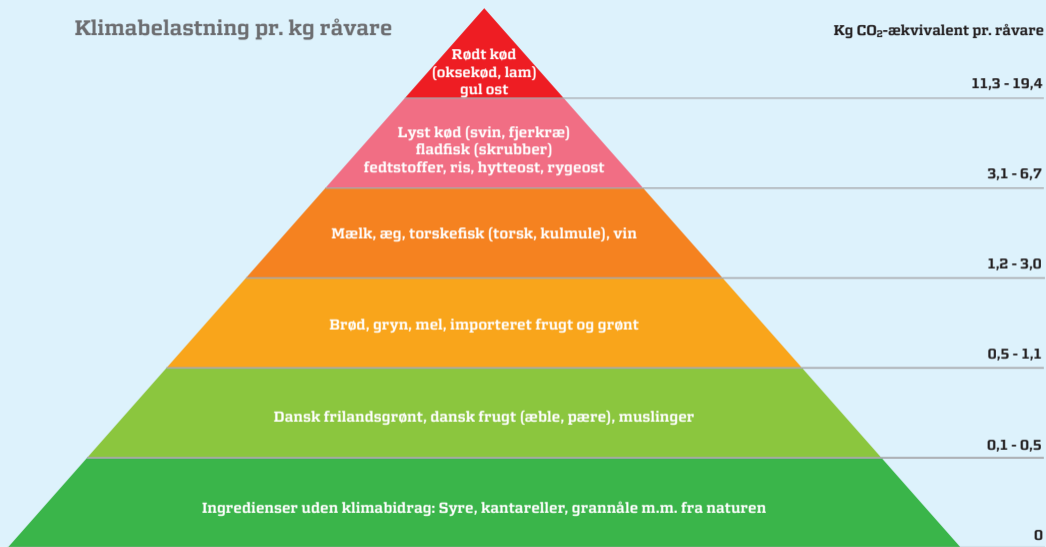 Klimabelastning pr. kg råvare
Kg CO₂-ækvivalent pr. råvare
Rødt kød
(oksekød, lam)
gul ost
11,3 - 19,4
Lyst kød (svin, fjerkræ)
fladfisk (skrubber)
fedtstoffer, ris, hytteost, rygeost
3,1 - 6,7
Mælk, æg, torskefisk (torsk, kulmule), vin
1,2 - 3,0
Brød, gryn, mel, importeret frugt og grønt
0,5 - 1,1
Dansk frilandsgrønt, dansk frugt (æble, pære), muslinger
0,1 - 0,5
Ingredienser uden klimabidrag: Syre, kantareller, grannåle m.m. fra naturen
0